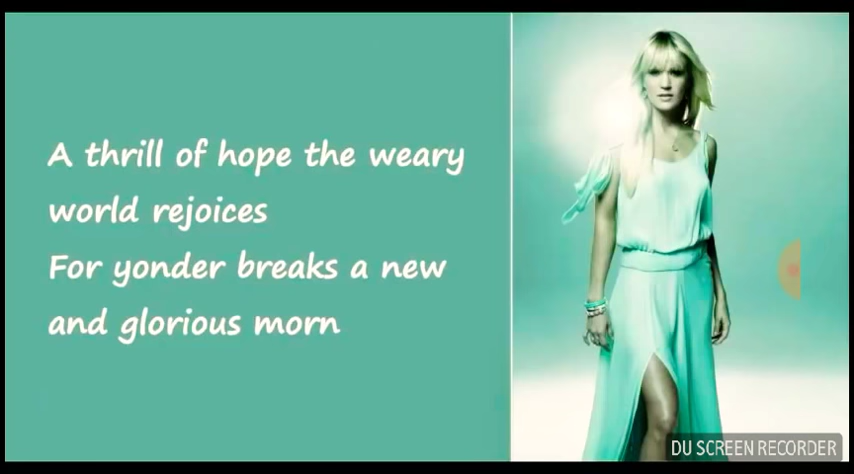 A thrill of hope the weary
world rejoices
For yonder breaks a new
and glorious morn
DU SCREEN RECORDER